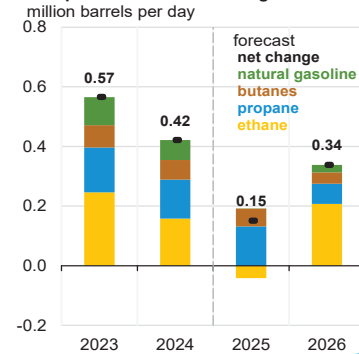 million barrels per day
0.8
0.6
0.4
0.2
0.0
-0.2
forecast
net change
natural gasoline
butanes
propane
ethane
0.57
0.42
0.15
0.34
2023 2024 2025 2026